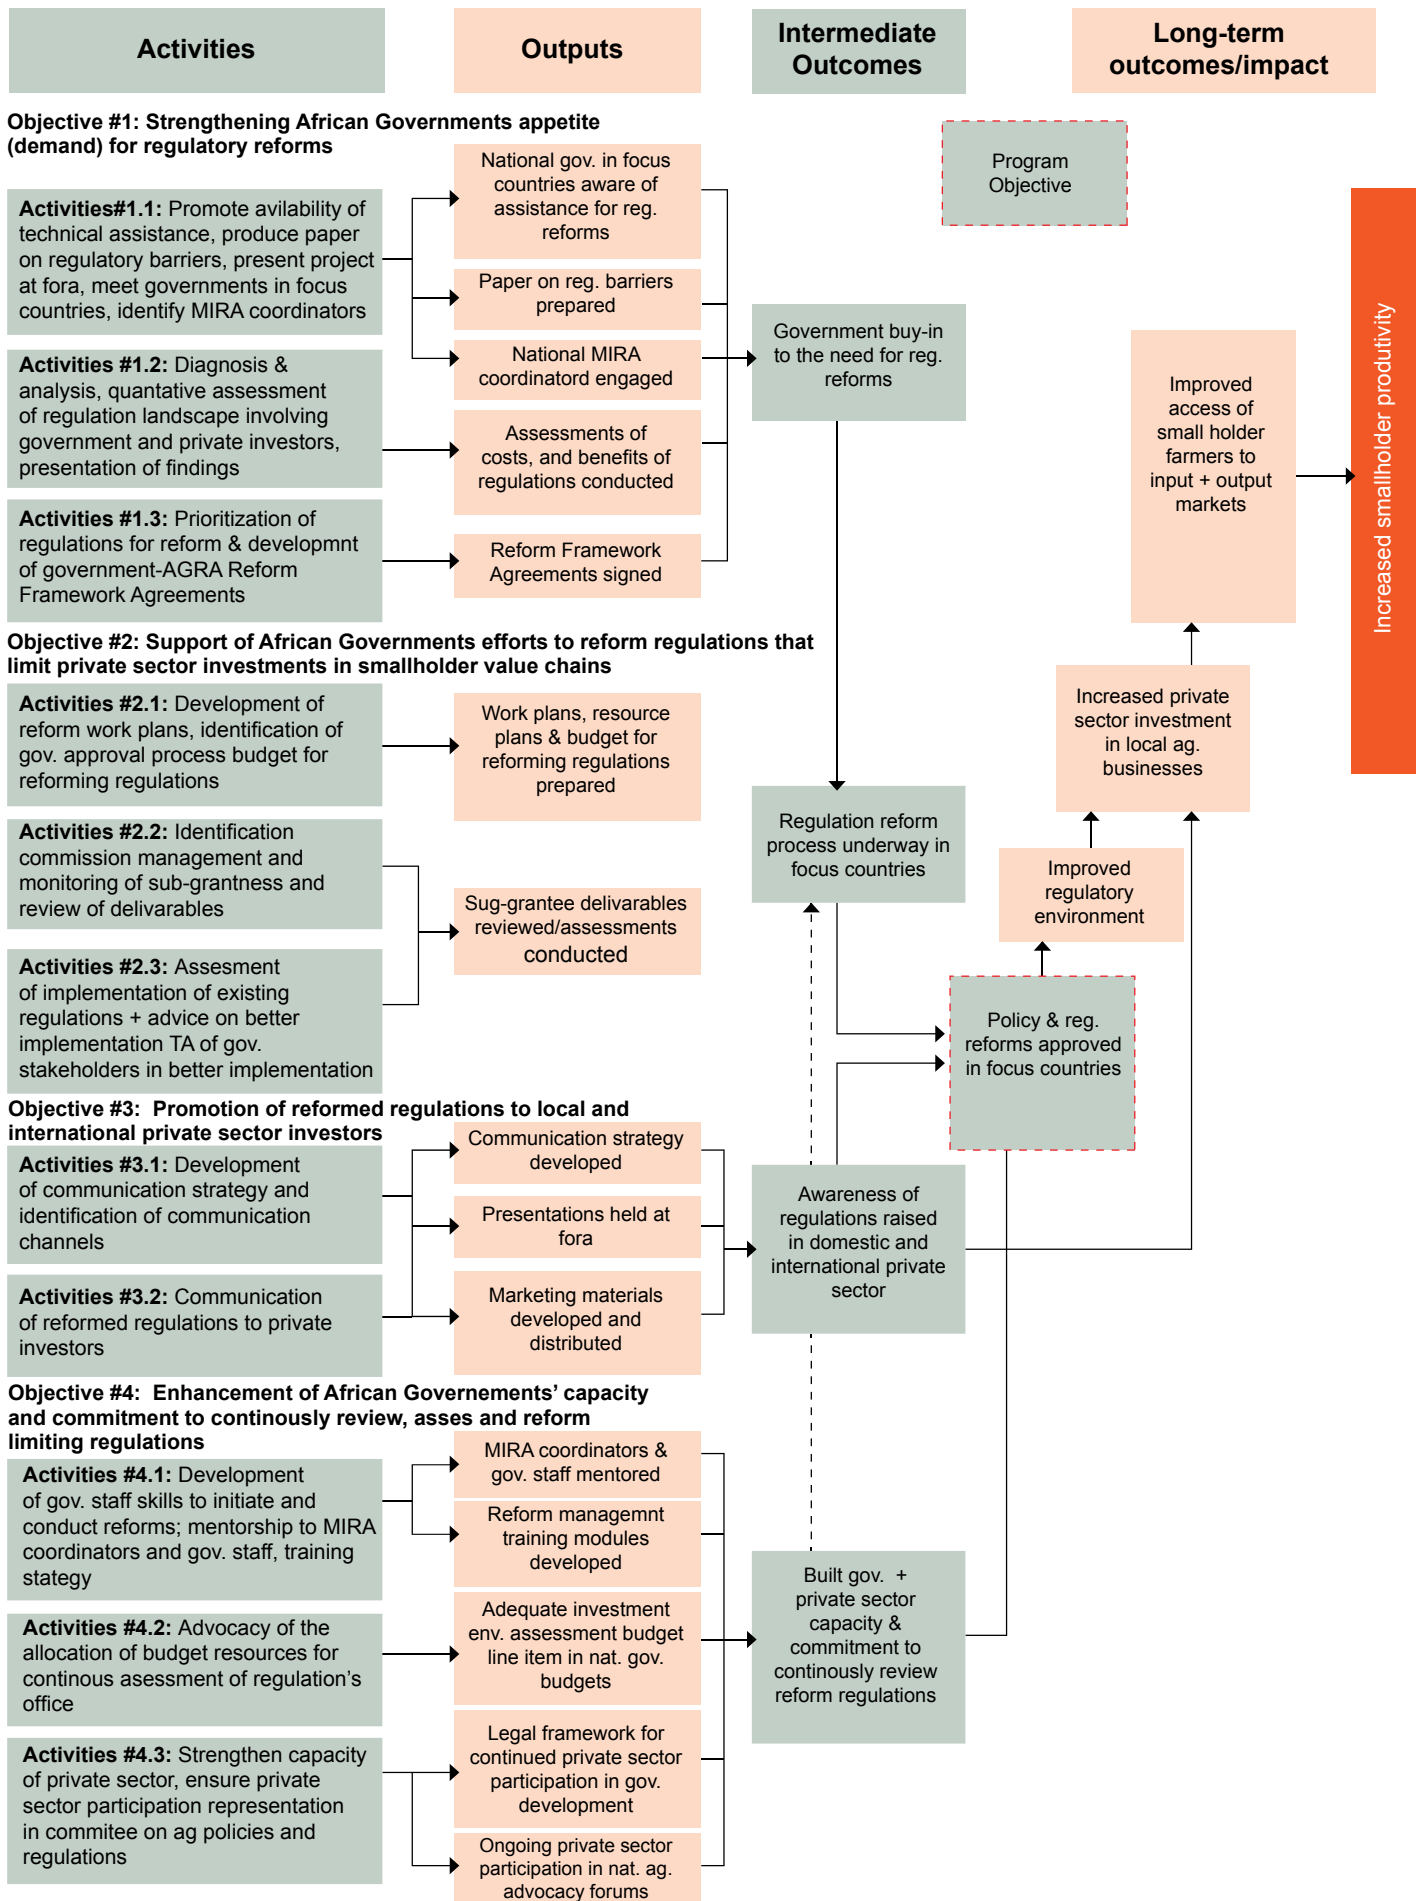 Activities
Outputs
Intermediate
Outcomes
Long-term
outcomes/impact
Program
Objective
Objective #1: Strengthening African Governments appetite
(demand) for regulatory reforms
Activities#1.1: Promote avilability of
technical assistance, produce paper
on regulatory barriers, present project
at fora, meet governments in focus
countries, identify MIRA coordinators
Activities #1.2: Diagnosis &
analysis, quantative assessment
of regulation landscape involving
government and private investors,
presentation of findings
Activities #1.3: Prioritization of
regulations for reform & developmnt
of government-AGRA Reform
Framework Agreements
National gov. in focus
countries aware of
assistance for reg.
reforms
Paper on reg. barriers
prepared
National MIRA
coordinatord engaged
Assessments of
costs, and benefits of
regulations conducted
Reform Framework
Agreements signed
Government buy-in
to the need for reg.
reforms
Improved
access of
small holder
farmers to
input + output
markets
Increased smallholder produtivity
Objective #2: Support of African Governments efforts to reform regulations that
limit private sector investments in smallholder value chains
Activities #2.1: Development of
reform work plans, identification of
gov. approval process budget for
reforming regulations
Activities #2.2: Identification
commission management and
monitoring of sub-grantness and
review of delivarables
Activities #2.3: Assesment
of implementation of existing
regulations + advice on better
implementation TA of gov.
stakeholders in better implementation
Work plans, resource
plans & budget for
reforming regulations
prepared
Sug-grantee delivarables
reviewed/assessments
conducted
Regulation reform
process underway in
focus countries
Increased private
sector investment
in local ag.
businesses
Improved
regulatory
environment
Policy & reg.
reforms approved
in focus countries
Objective #3:  Promotion of reformed regulations to local and
international private sector investors
Activities #3.1: Development
of communication strategy and
identification of communication
channels
Activities #3.2: Communication
of reformed regulations to private
investors
Communication strategy
developed
Presentations held at
fora
Marketing materials
developed and
distributed
Awareness of
regulations raised
in domestic and
international private
sector
Objective #4:  Enhancement of African Governements’ capacity
and commitment to continously review, asses and reform
limiting regulations
Activities #4.1: Development
of gov. staff skills to initiate and
conduct reforms; mentorship to MIRA
coordinators and gov. staff, training
stategy
Activities #4.2: Advocacy of the
allocation of budget resources for
continous asessment of regulation’s
office
Activities #4.3: Strengthen capacity
of private sector, ensure private
sector participation representation
in commitee on ag policies and
regulations
MIRA coordinators &
gov. staff mentored
Reform managemnt
training modules
developed
Adequate investment
env. assessment budget
line item in nat. gov.
budgets
Legal framework for
continued private sector
participation in gov.
development
Ongoing private sector
participation in nat. ag.
advocacy forums
Built gov.  +
private sector
capacity &
commitment to
continously review
reform regulations